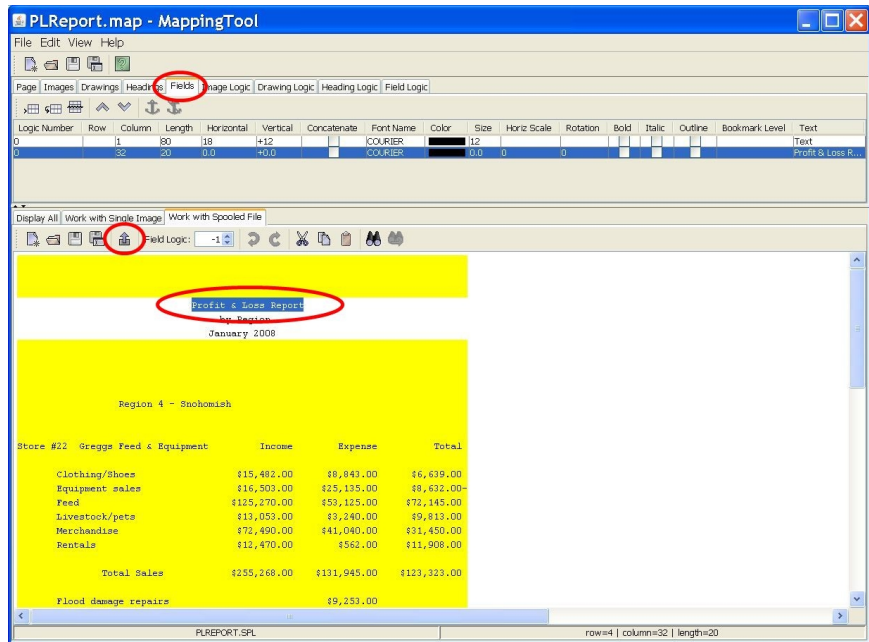 PLReport.map - MappingTool
File Edit View Help
Page Images Drawings Headings Fields Image Logic Drawing Logic Heading Logic Field Logic
Logic Number Row Column Length Horizontal Vertical Concatenate Font Name Color Size Horiz Scale Rotation Bold Italic Outline Bookmark Level Text
0 1 80 18 +12 COURIER 12 Text
0 32 20 0.0 +0.0 COURIER 0.0 0 0 Profit & Loss R...
Display All Work with Single Image Work with Spooled File
Field Logic: -1
Profit & Loss Report
by Region
January 2008
Region 4 - Snohomish
Store #22 Greggs Feed & Equipment Income Expense Total
Clothing/Shoes $15,482.00 $8,843.00 $6,639.00
Equipment sales $16,503.00 $25,135.00 $8,632.00-
Feed $125,270.00 $53,125.00 $72,145.00
Livestock/pets $13,053.00 $3,240.00 $9,813.00
Merchandise $72,490.00 $41,040.00 $31,450.00
Rentals $12,470.00 $562.00 $11,908.00
Total Sales $255,268.00 $131,945.00 $123,323.00
Flood damage repairs $9,253.00
PLREPORT.SPL row=4 | column=32 | length=20